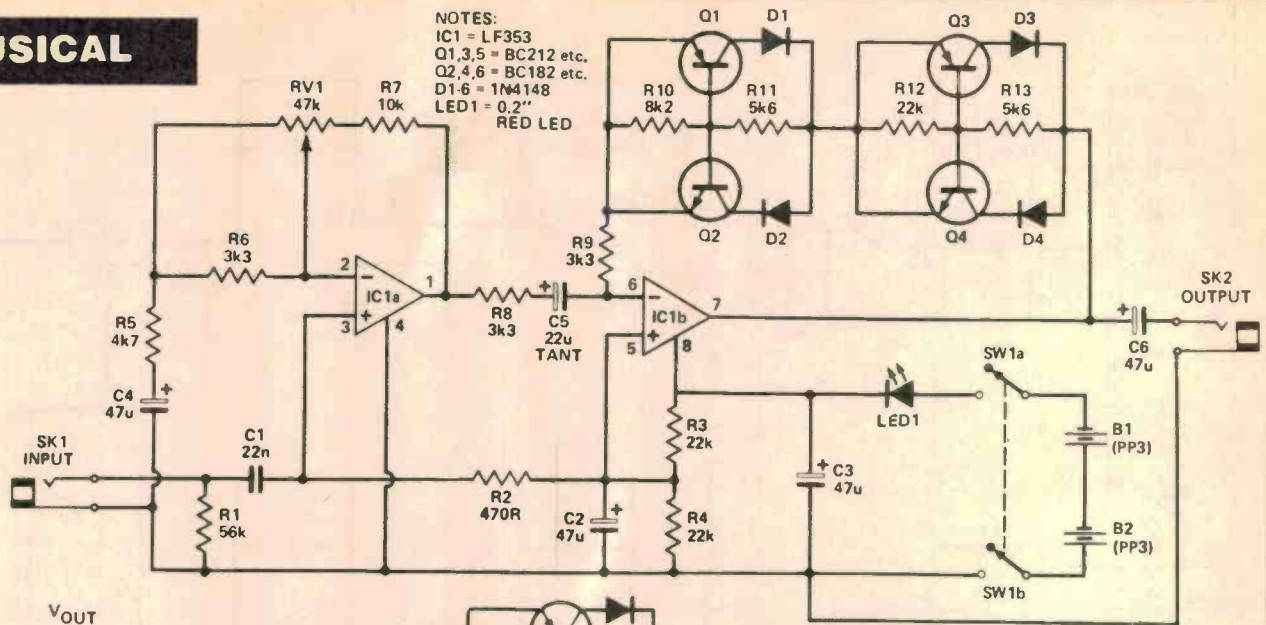 USICAL
NOTES:
IC1 = LF353
Q1,3,5 = BC212 etc.
Q2,4,6 = BC182 etc.
D1-6 = 1N4148
LED1 = 0.2"
RED LED
Q1
D1
Q3
D3
RV1
47k
R7
10k
R10
8k2
R11
5k6
R12
22k
R13
5k6
Q2
D2
Q4
D4
R6
3k3
2
−
1
IC1a
+
3
4
R9
3k3
R8
3k3
+
C5
22u
TANT
6
−
7
IC1b
+
5
8
SK2
OUTPUT
+
C6
47u
R5
4k7
C4
47u
+
SW1a
LED1
B1
(PP3)
R3
22k
+
C3
47u
SK1
INPUT
C1
22n
R2
470R
R1
56k
C2
47u
+
R4
22k
B2
(PP3)
SW1b
VOUT